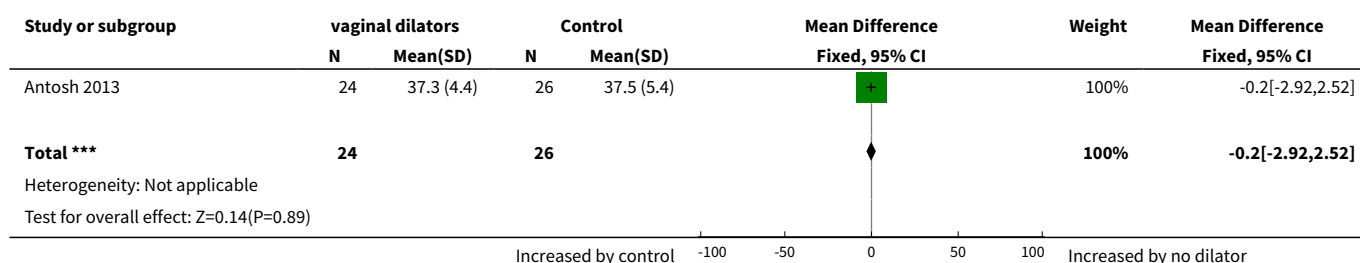 Study or subgroup vaginal dilators Control Mean Difference Weight Mean Difference
N Mean(SD) N Mean(SD) Fixed, 95% CI Fixed, 95% CI
Antosh 2013 24 37.3 (4.4) 26 37.5 (5.4) 100% -0.2[-2.92,2.52]
Total *** 24 26 100% -0.2[-2.92,2.52]
Heterogeneity: Not applicable
Test for overall effect: Z=0.14(P=0.89)
Increased by control -100 -50 0 50 100 Increased by no dilator